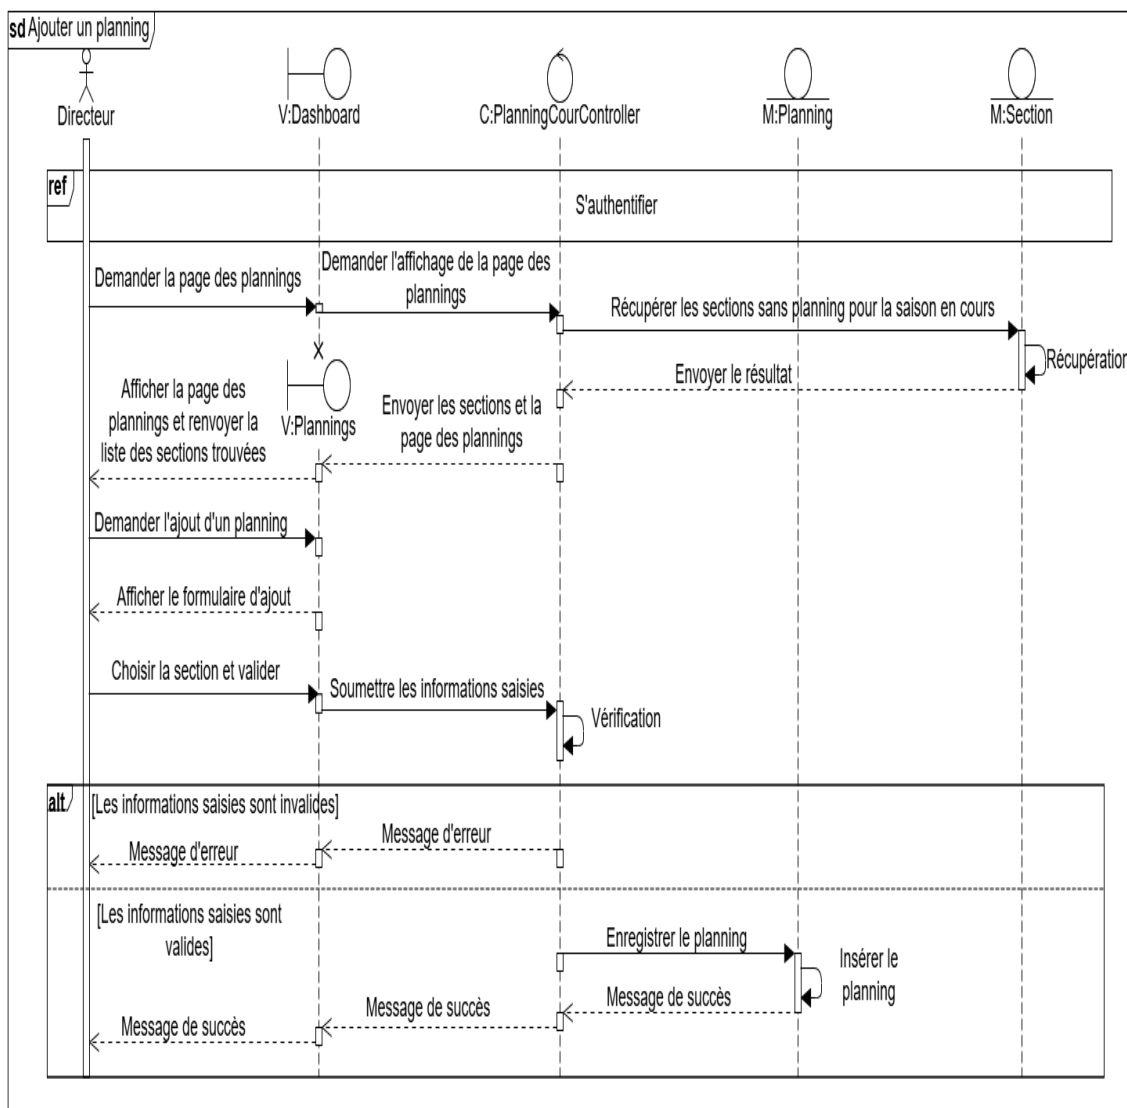 sd Ajouter un planning
Directeur
V:Dashboard
C:PlanningCourController
M:Planning
M:Section
ref
S'authentifier
Demander la page des plannings
Demander l'affichage de la page des
plannings
Récupérer les sections sans planning pour la saison en cours
Récupération
Envoyer le résultat
V:Plannings
Envoyer les sections et la
page des plannings
Afficher la page des
plannings et renvoyer la
liste des sections trouvées
Demander l'ajout d'un planning
Afficher le formulaire d'ajout
Choisir la section et valider
Soumettre les informations saisies
Vérification
alt
[Les informations saisies sont invalides]
Message d'erreur
Message d'erreur
[Les informations saisies sont
valides]
Enregistrer le planning
Insérer le
planning
Message de succès
Message de succès
Message de succès